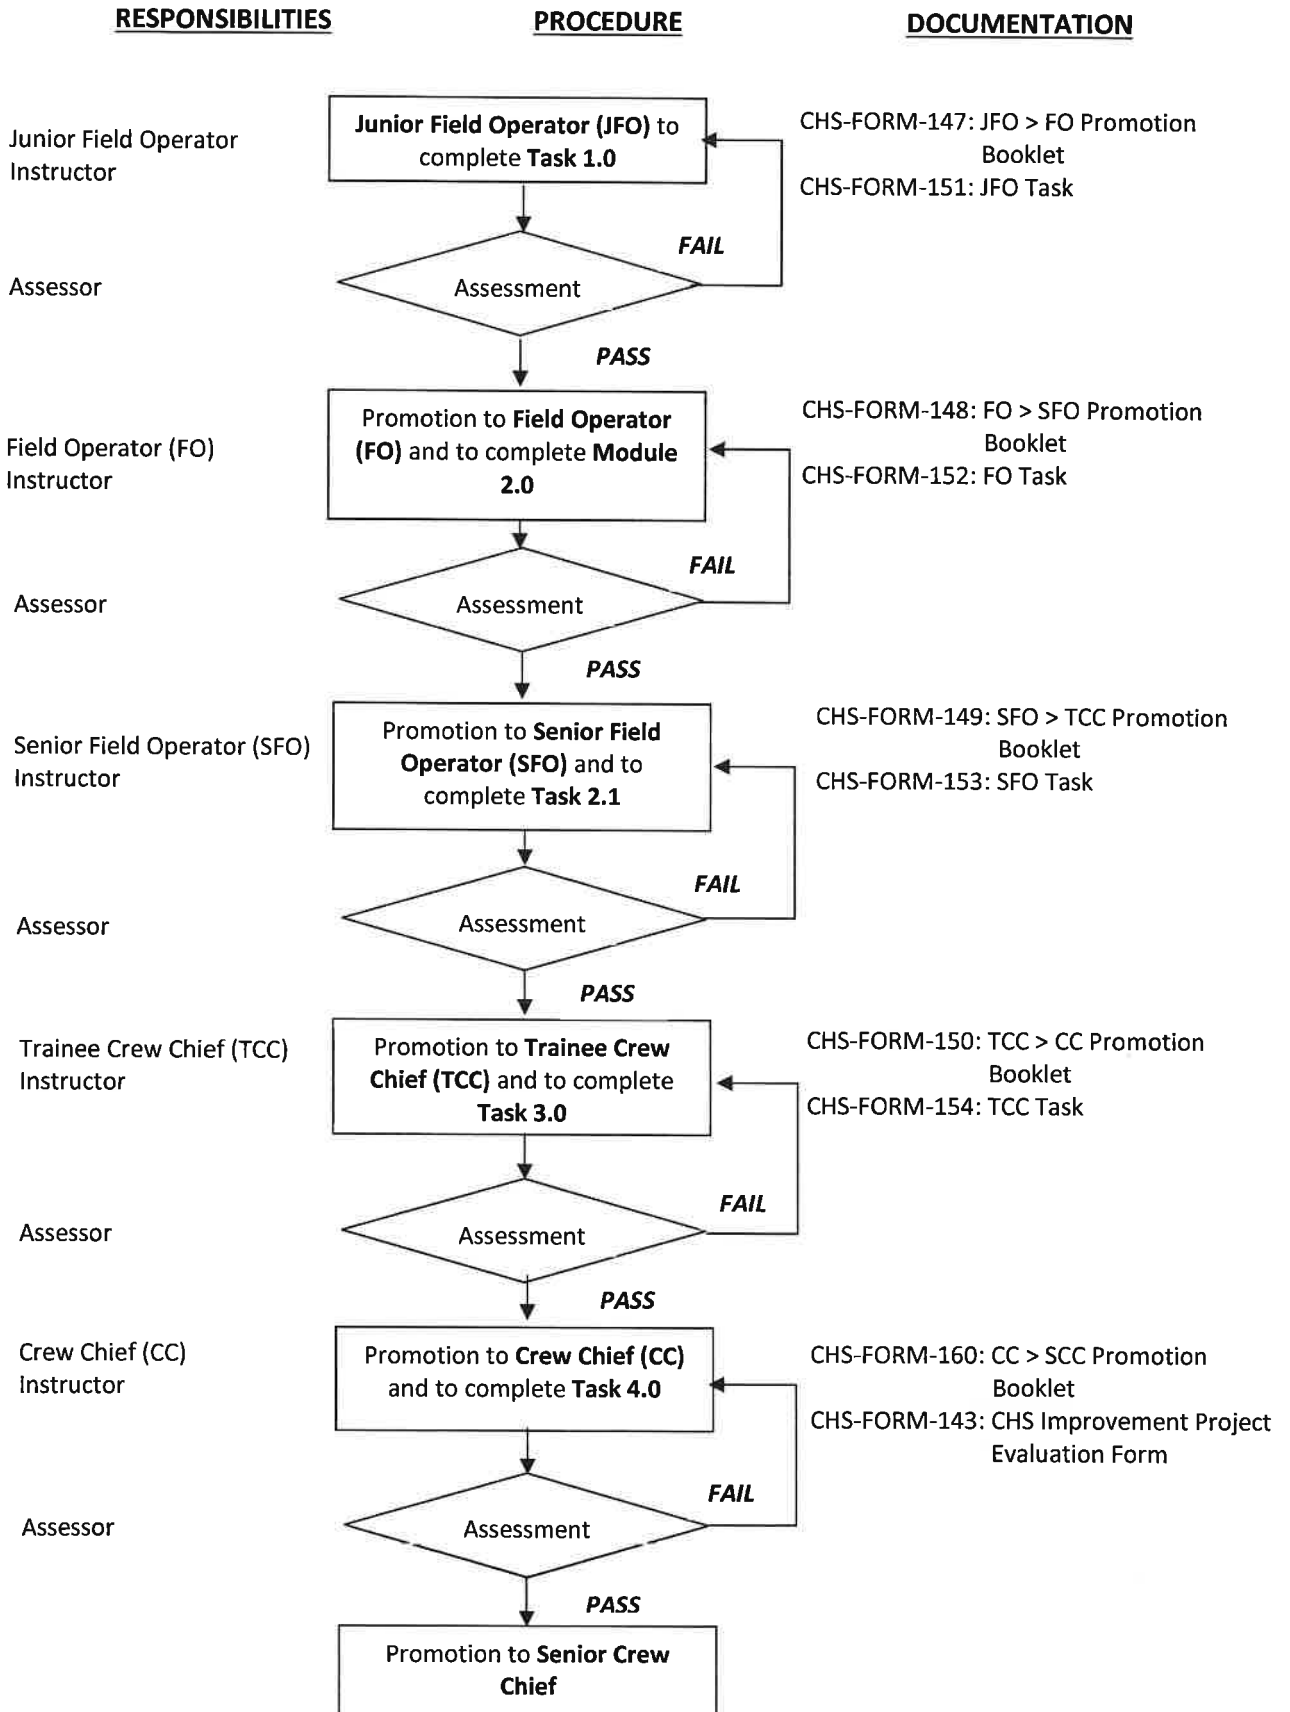 RESPONSIBILITIES
PROCEDURE
DOCUMENTATION
Junior Field Operator
Instructor
Junior Field Operator (JFO) to
complete Task 1.0
CHS-FORM-147: JFO > FO Promotion
Booklet
CHS-FORM-151: JFO Task
FAIL
Assessor
Assessment
PASS
Field Operator (FO)
Instructor
Promotion to Field Operator
(FO) and to complete Module
2.0
CHS-FORM-148: FO > SFO Promotion
Booklet
CHS-FORM-152: FO Task
FAIL
Assessor
Assessment
PASS
Senior Field Operator (SFO)
Instructor
Promotion to Senior Field
Operator (SFO) and to
complete Task 2.1
CHS-FORM-149: SFO > TCC Promotion
Booklet
CHS-FORM-153: SFO Task
FAIL
Assessor
Assessment
PASS
Trainee Crew Chief (TCC)
Instructor
Promotion to Trainee Crew
Chief (TCC) and to complete
Task 3.0
CHS-FORM-150: TCC > CC Promotion
Booklet
CHS-FORM-154: TCC Task
FAIL
Assessor
Assessment
PASS
Crew Chief (CC)
Instructor
Promotion to Crew Chief (CC)
and to complete Task 4.0
CHS-FORM-160: CC > SCC Promotion
Booklet
CHS-FORM-143: CHS Improvement Project
Evaluation Form
FAIL
Assessor
Assessment
PASS
Promotion to Senior Crew
Chief